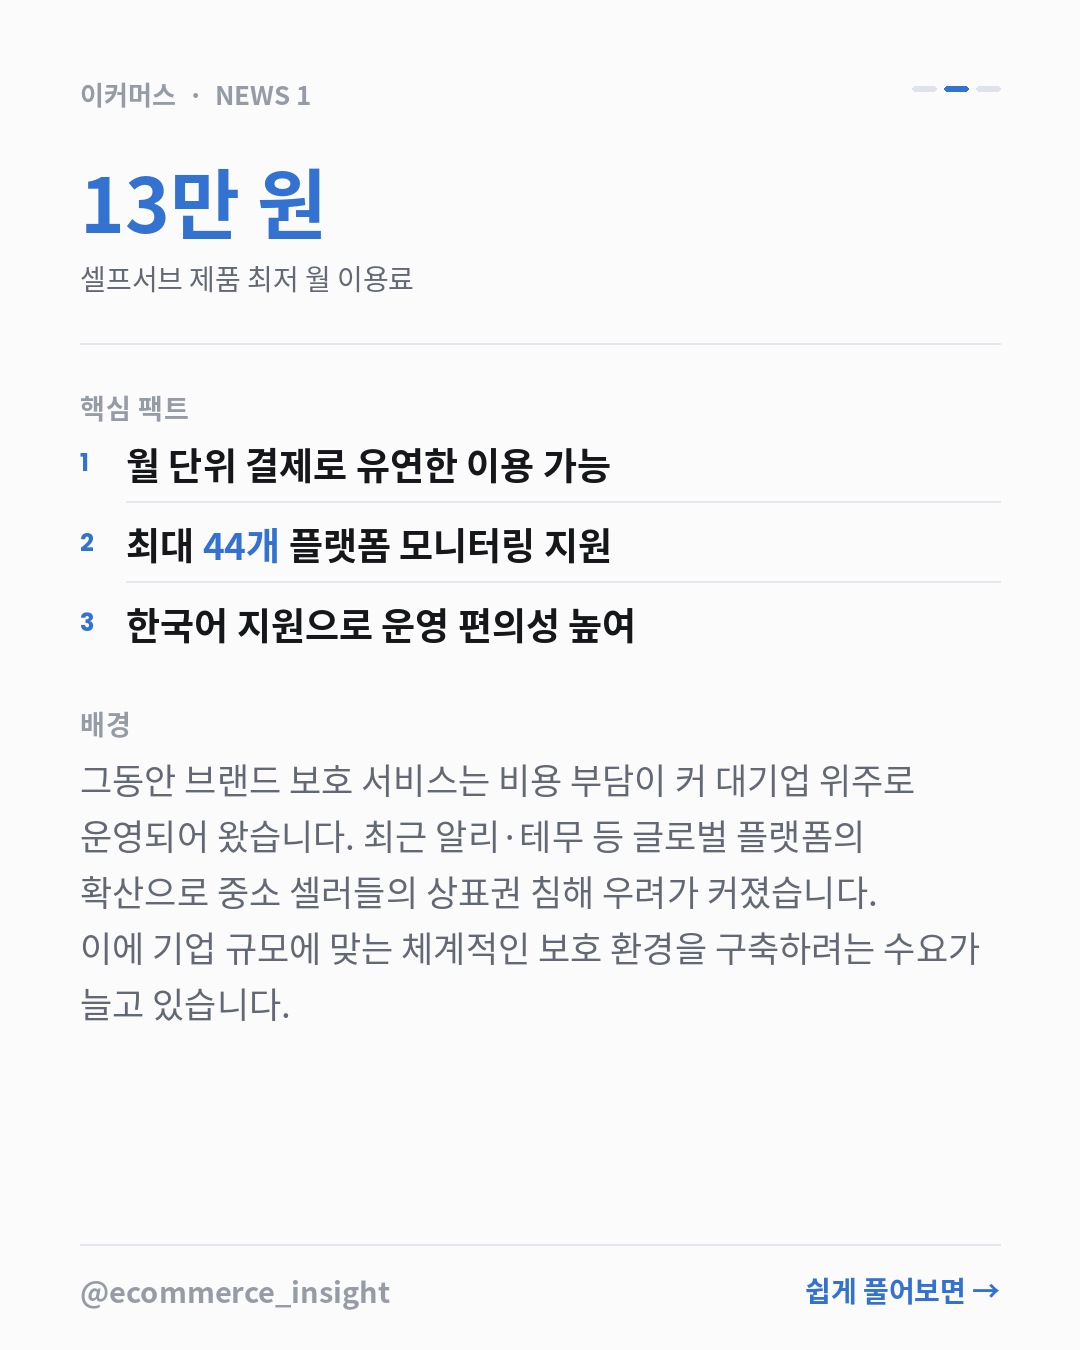 이커머스 · NEWS 1
13만 원
셀프서브 제품 최저 월 이용료
핵심 팩트
1 월 단위 결제로 유연한 이용 가능
2 최대 44개 플랫폼 모니터링 지원
3 한국어 지원으로 운영 편의성 높여
배경
그동안 브랜드 보호 서비스는 비용 부담이 커 대기업 위주로
운영되어 왔습니다. 최근 알리·테무 등 글로벌 플랫폼의
확산으로 중소 셀러들의 상표권 침해 우려가 커졌습니다.
이에 기업 규모에 맞는 체계적인 보호 환경을 구축하려는 수요가
늘고 있습니다.
@ecommerce_insight
쉽게 풀어보면 →